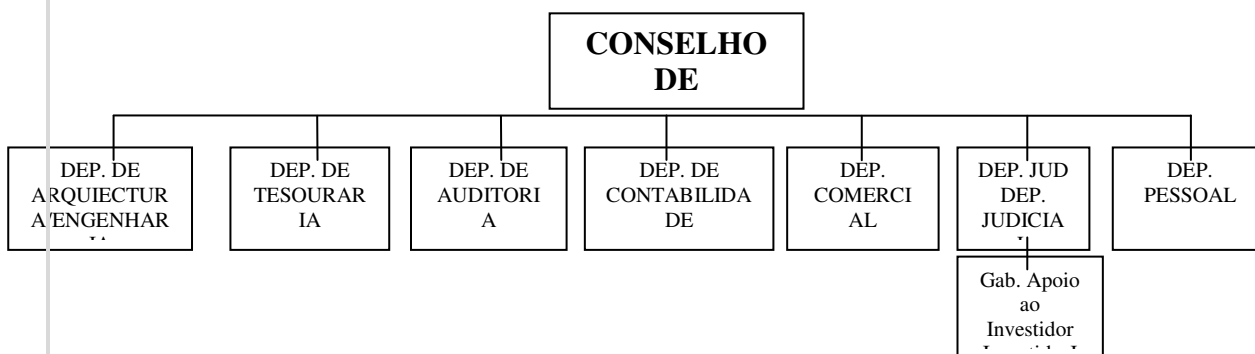 CONSELHO
DE
DEP. DE
ARQUIECTUR
A/ENGENHAR
IA
DEP. DE
TESOURAR
IA
DEP. DE
AUDITORI
A
DEP. DE
CONTABILIDA
DE
DEP.
COMERCI
AL
DEP. JUD
DEP.
JUDICIA
DEP.
PESSOAL
Gab. Apoio
ao
Investidor